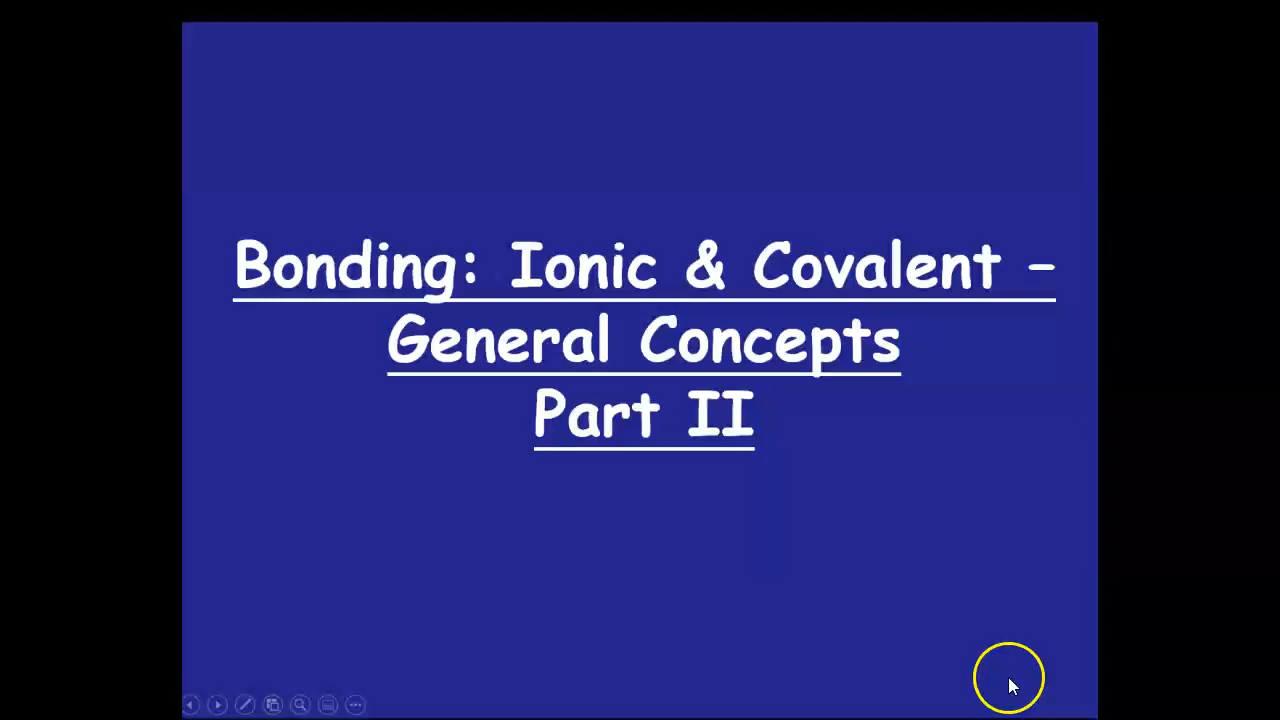 Bonding: Ionic & Covalent –
General Concepts
Part II